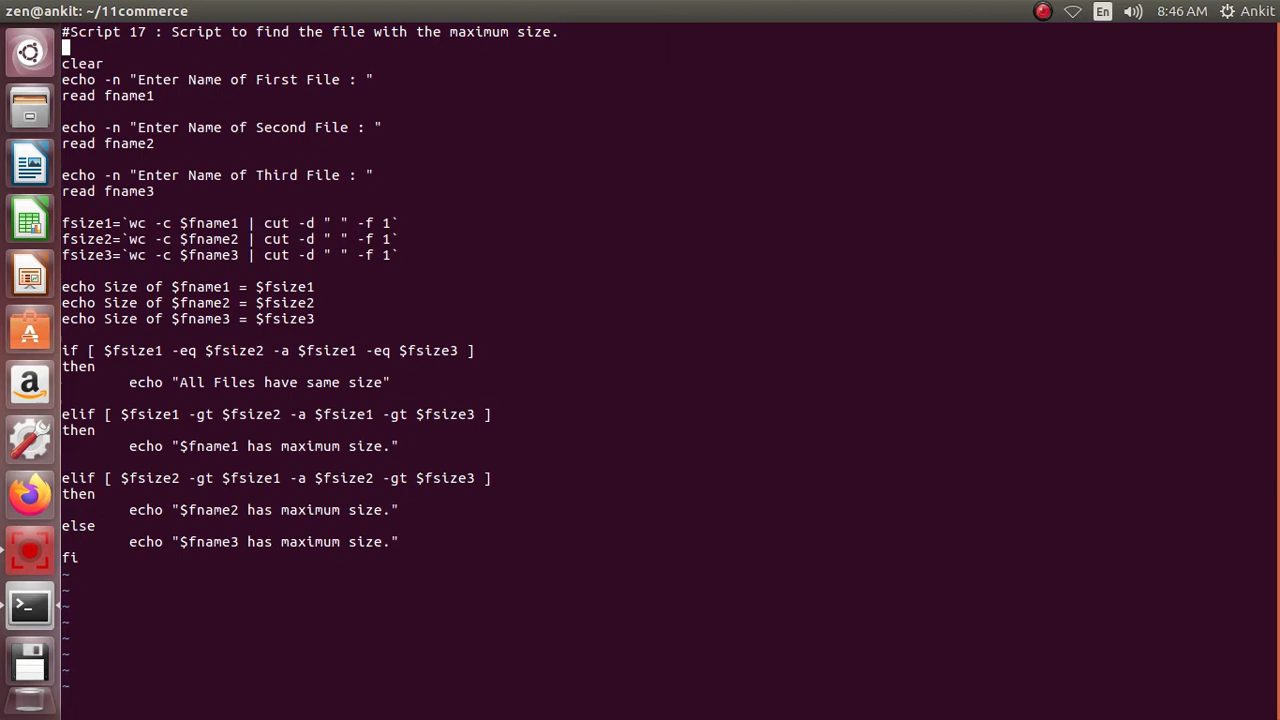 zen@ankit: ~/11commerce
En
8:46 AM
Ankit
#Script 17 : Script to find the file with the maximum size.
clear
echo -n "Enter Name of First File : "
read fname1
echo -n "Enter Name of Second File : "
read fname2
echo -n "Enter Name of Third File : "
read fname3
fsize1=`wc -c $fname1 | cut -d " " -f 1`
fsize2=`wc -c $fname2 | cut -d " " -f 1`
fsize3=`wc -c $fname3 | cut -d " " -f 1`
echo Size of $fname1 = $fsize1
echo Size of $fname2 = $fsize2
echo Size of $fname3 = $fsize3
if [ $fsize1 -eq $fsize2 -a $fsize1 -eq $fsize3 ]
then
echo "All Files have same size"
elif [ $fsize1 -gt $fsize2 -a $fsize1 -gt $fsize3 ]
then
echo "$fname1 has maximum size."
elif [ $fsize2 -gt $fsize1 -a $fsize2 -gt $fsize3 ]
then
echo "$fname2 has maximum size."
else
echo "$fname3 has maximum size."
fi
~
~
~
~
~
~
~
~